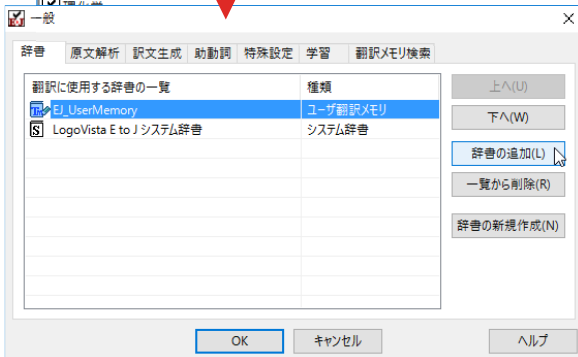 一般
辞書 原文解析 訳文生成 助動詞 特殊設定 学習 翻訳メモリ検索
翻訳に使用する辞書の一覧 種類
EJ_UserMemory ユーザ翻訳メモリ
LogoVista E to J システム辞書 システム辞書
上へ(U)
下へ(W)
辞書の追加(L)
一覧から削除(R)
辞書の新規作成(N)
OK キャンセル ヘルプ